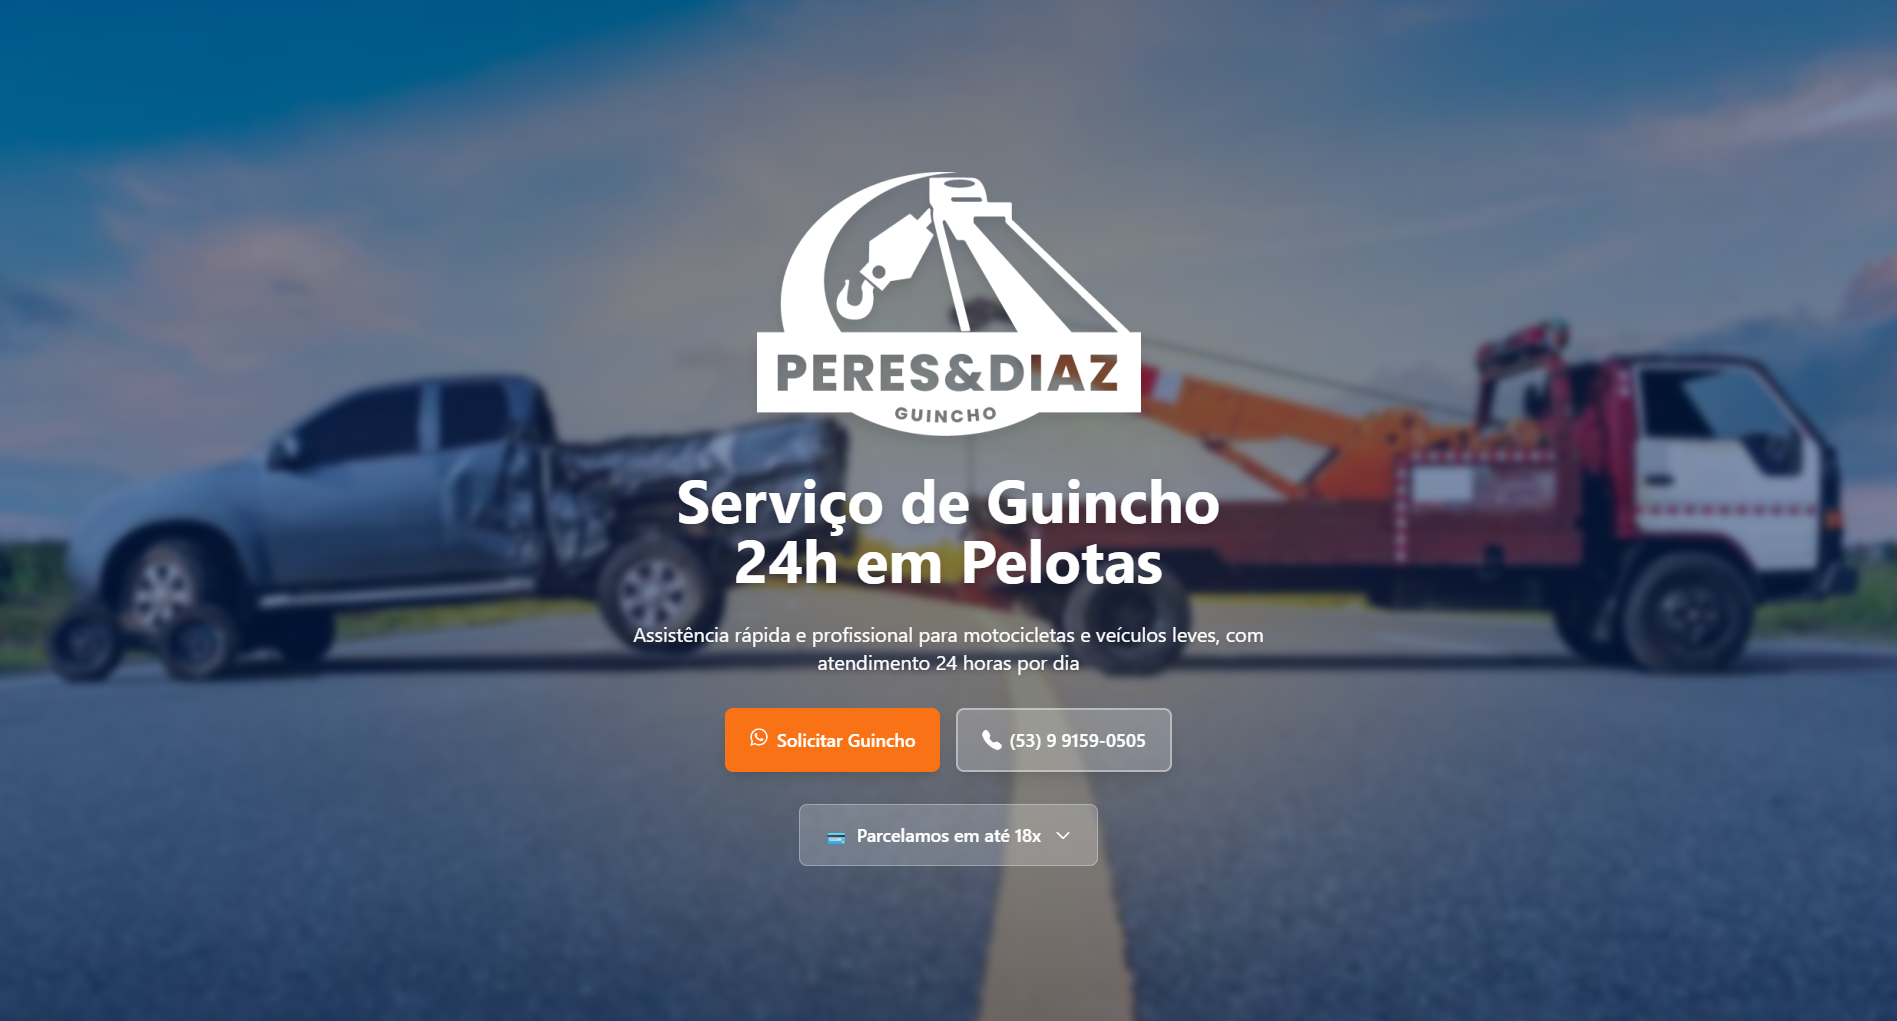 PERES&DIAZ
GUINCHO
Serviço de Guincho
24h em Pelotas
Assistência rápida e profissional para motocicletas e veículos leves, com
atendimento 24 horas por dia
Solicitar Guincho
(53) 9 9159-0505
Parcelamos em até 18x